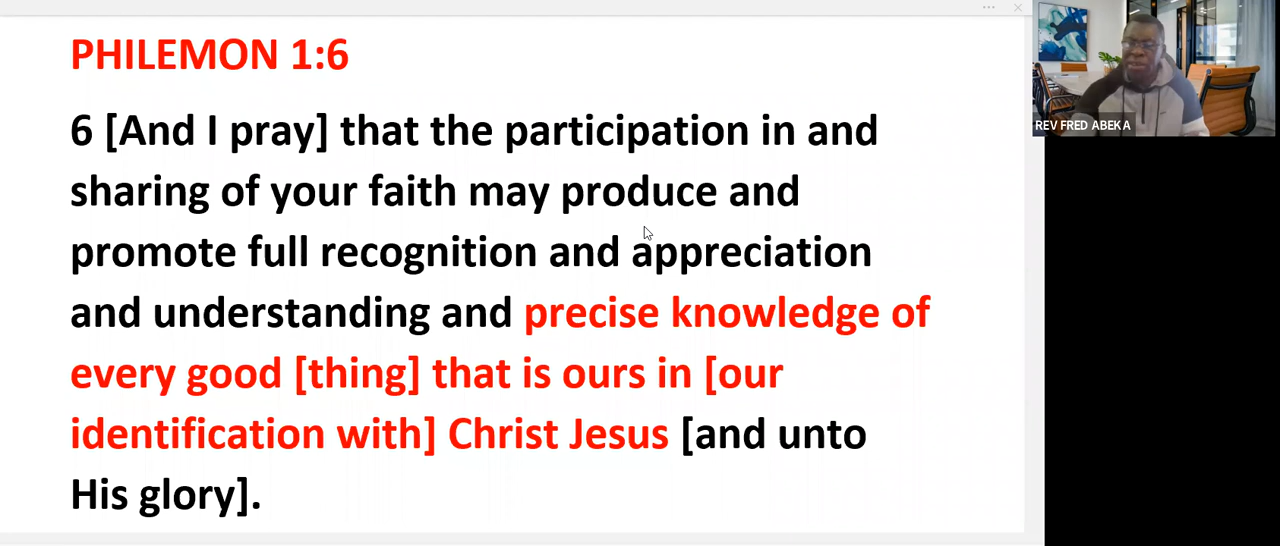 PHILEMON 1:6
6 [And I pray] that the participation in and
sharing of your faith may produce and
promote full recognition and appreciation
and understanding and precise knowledge of
every good [thing] that is ours in [our
identification with] Christ Jesus [and unto
His glory].
REV FRED ABEKA